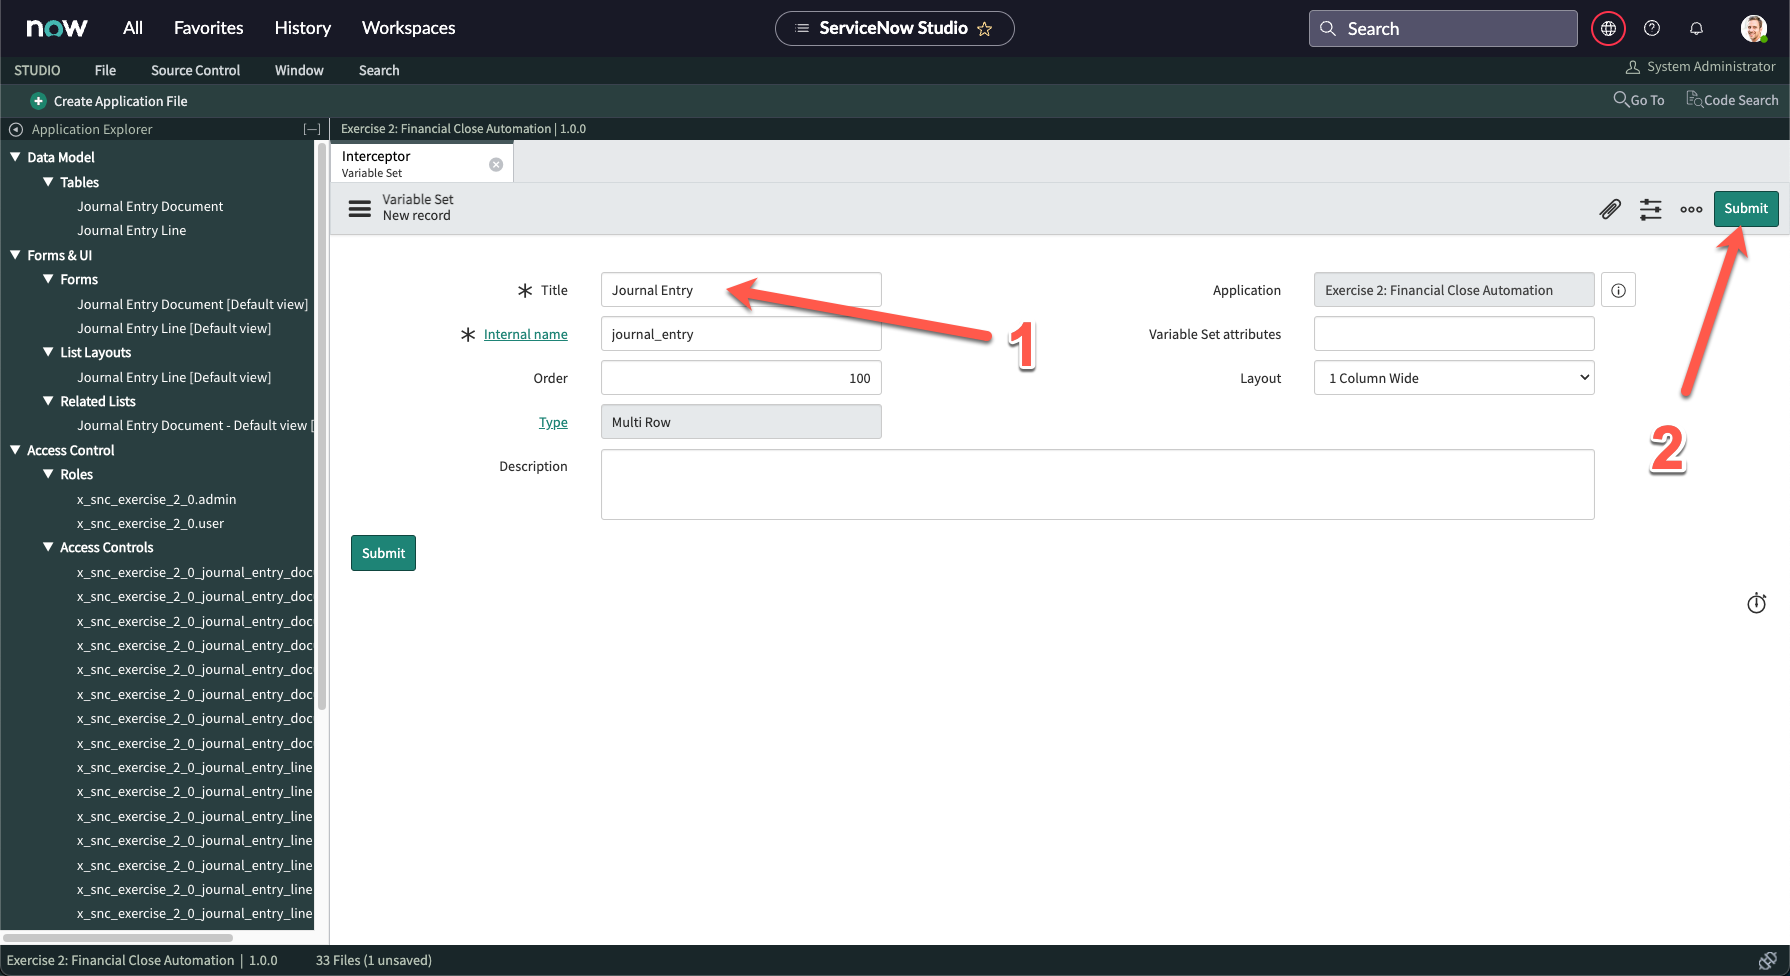 now All Favorites History Workspaces ServiceNow Studio Search
STUDIO File Source Control Window Search System Administrator
Create Application File Go To Code Search
Application Explorer Exercise 2: Financial Close Automation | 1.0.0
Data Model
Tables
Journal Entry Document
Journal Entry Line
Forms & UI
Forms
Journal Entry Document [Default view]
Journal Entry Line [Default view]
List Layouts
Journal Entry Line [Default view]
Related Lists
Journal Entry Document - Default view [
Access Control
Roles
x_snc_exercise_2_0.admin
x_snc_exercise_2_0.user
Access Controls
x_snc_exercise_2_0_journal_entry_doc
x_snc_exercise_2_0_journal_entry_doc
x_snc_exercise_2_0_journal_entry_doc
x_snc_exercise_2_0_journal_entry_doc
x_snc_exercise_2_0_journal_entry_doc
x_snc_exercise_2_0_journal_entry_doc
x_snc_exercise_2_0_journal_entry_doc
x_snc_exercise_2_0_journal_entry_doc
x_snc_exercise_2_0_journal_entry_line
x_snc_exercise_2_0_journal_entry_line
x_snc_exercise_2_0_journal_entry_line
x_snc_exercise_2_0_journal_entry_line
x_snc_exercise_2_0_journal_entry_line
x_snc_exercise_2_0_journal_entry_line
x_snc_exercise_2_0_journal_entry_line
Interceptor
Variable Set
Variable Set
New record
Submit
Title Journal Entry
Application Exercise 2: Financial Close Automation
Internal name journal_entry
Variable Set attributes
Order 100
Layout 1 Column Wide
Type Multi Row
Description
1
2
Submit
Exercise 2: Financial Close Automation | 1.0.0 33 Files (1 unsaved)